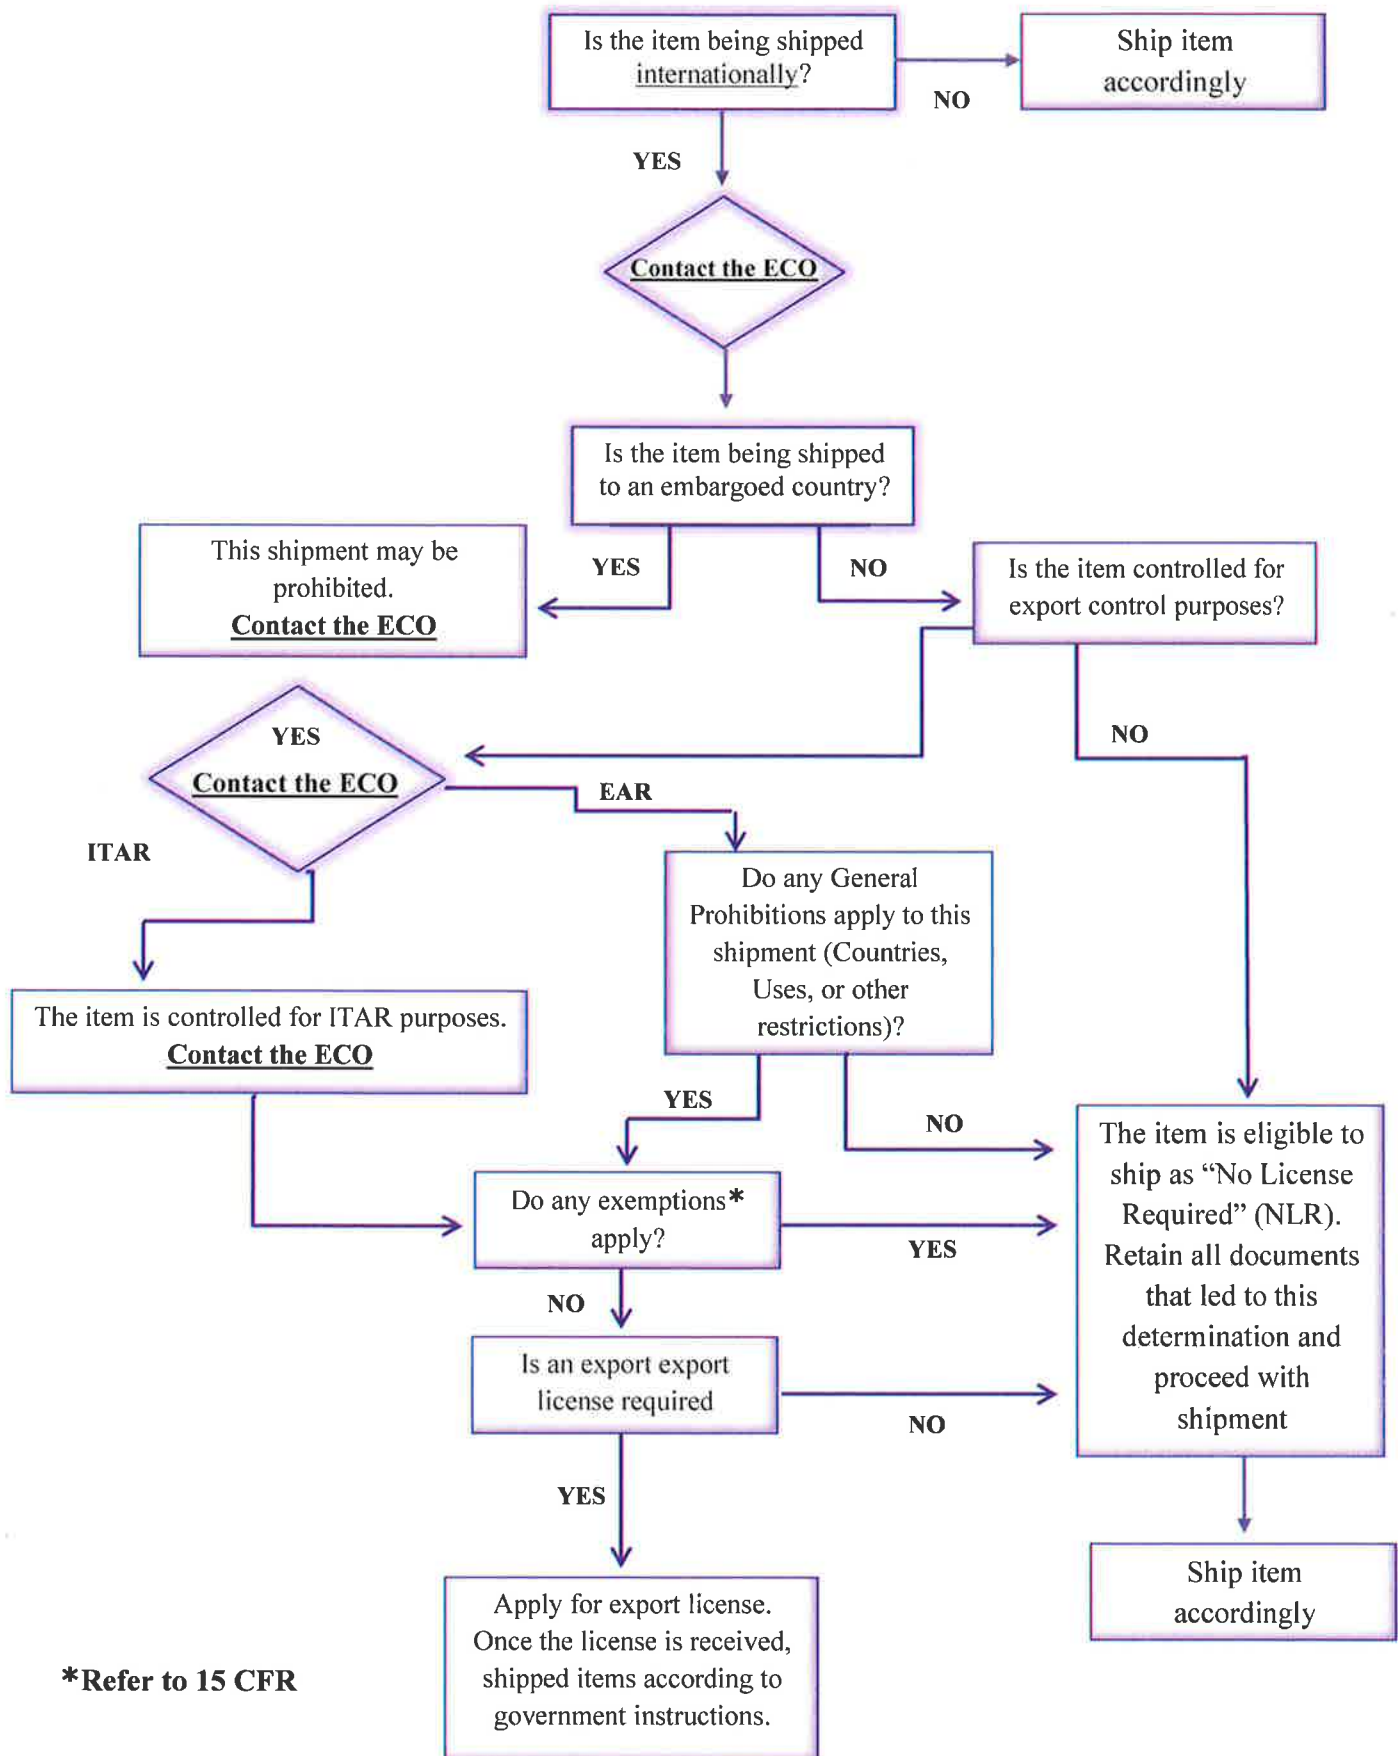 Is the item being shipped
internationally?
NO
Ship item
accordingly
YES
Contact the ECO
Is the item being shipped
to an embargoed country?
YES
NO
This shipment may be
prohibited.
Contact the ECO
Is the item controlled for
export control purposes?
NO
YES
Contact the ECO
EAR
ITAR
Do any General
Prohibitions apply to this
shipment (Countries,
Uses, or other
restrictions)?
The item is controlled for ITAR purposes.
Contact the ECO
YES
NO
The item is eligible to
ship as “No License
Required” (NLR).
Retain all documents
that led to this
determination and
proceed with
shipment
Do any exemptions*
apply?
YES
NO
Is an export export
license required
NO
YES
Ship item
accordingly
Apply for export license.
Once the license is received,
shipped items according to
government instructions.
*Refer to 15 CFR